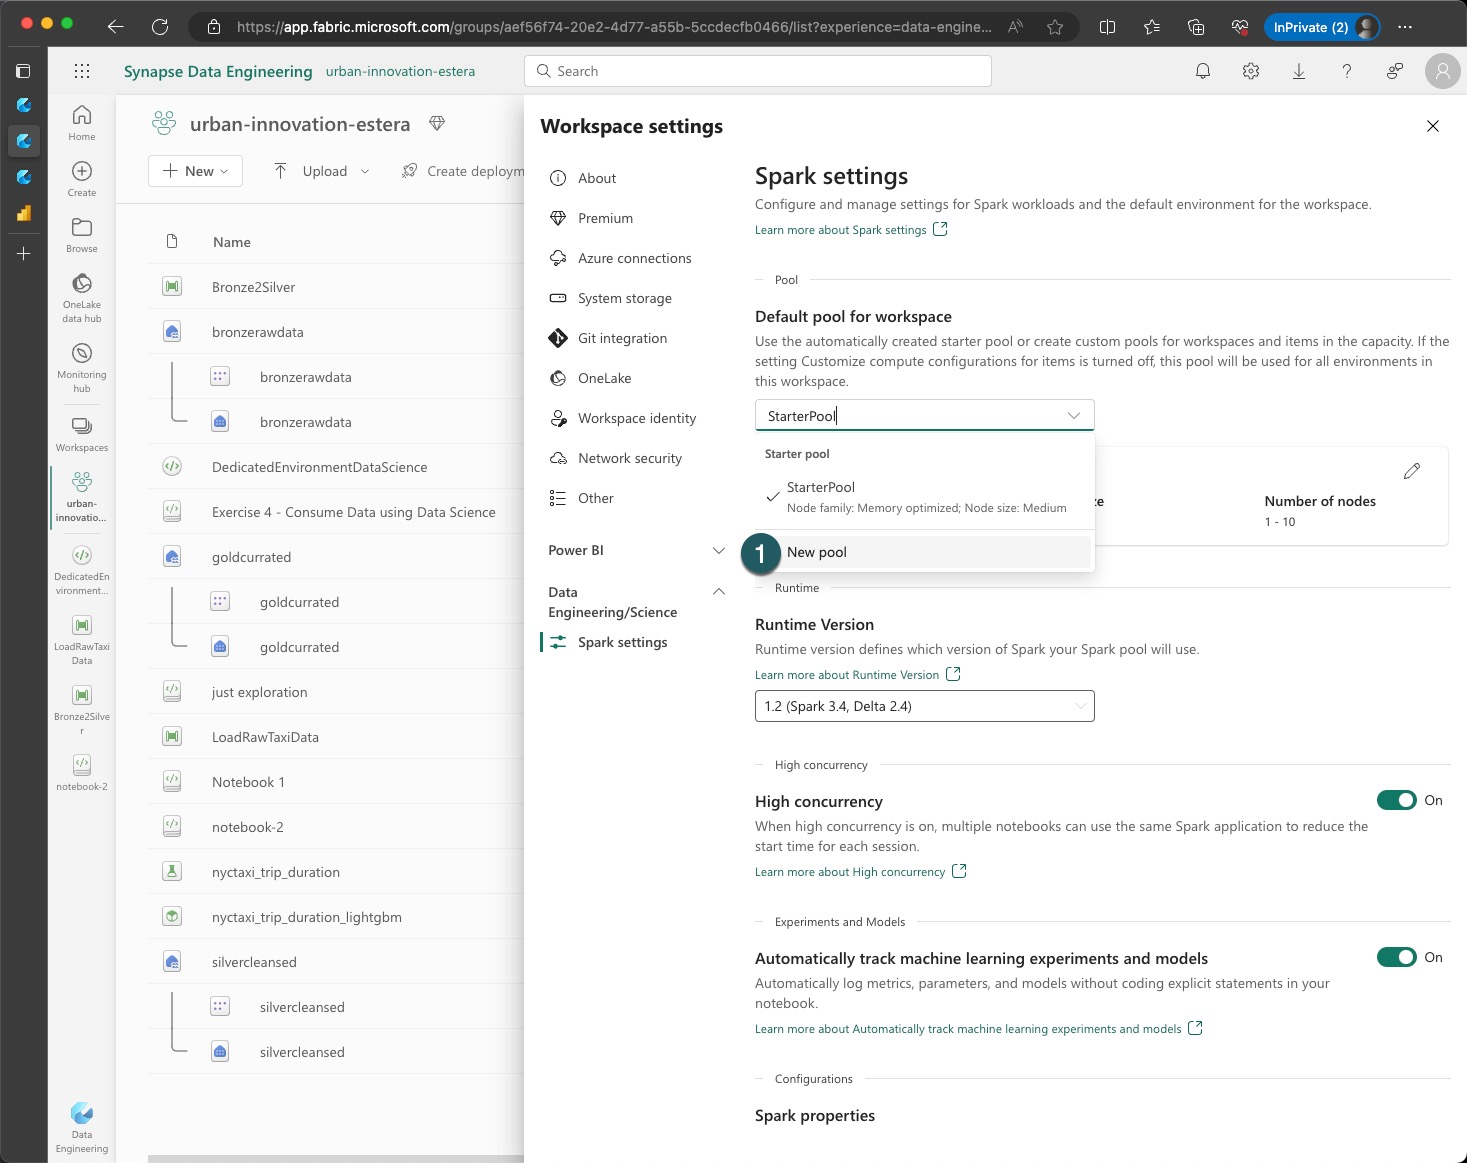 https://app.fabric.microsoft.com/groups/aef56f74-20e2-4d77-a55b-5ccdecfb0466/list?experience=data-engine...
InPrivate (2)
Synapse Data Engineering
urban-innovation-estera
Search
Home
Create
Browse
OneLake
data hub
Monitoring
hub
Workspaces
urban-
innovatio...
DedicatedEn
vironment...
LoadRawTaxi
Data
Bronze2Silve
r
notebook-2
Data
Engineering
urban-innovation-estera
New
Upload
Create deploym
Name
Bronze2Silver
bronzerawdata
bronzerawdata
bronzerawdata
DedicatedEnvironmentDataScience
Exercise 4 - Consume Data using Data Science
goldcurrated
goldcurrated
goldcurrated
just exploration
LoadRawTaxiData
Notebook 1
notebook-2
nyctaxi_trip_duration
nyctaxi_trip_duration_lightgbm
silvercleansed
silvercleansed
silvercleansed
Workspace settings
About
Premium
Azure connections
System storage
Git integration
OneLake
Workspace identity
Network security
Other
Power BI
Data
Engineering/Science
Spark settings
Spark settings
Configure and manage settings for Spark workloads and the default environment for the workspace.
Learn more about Spark settings
Pool
Default pool for workspace
Use the automatically created starter pool or create custom pools for workspaces and items in the capacity. If the
setting Customize compute configurations for items is turned off, this pool will be used for all environments in
this workspace.
StarterPool
Starter pool
StarterPool
Node family: Memory optimized; Node size: Medium
1
New pool
ze
Number of nodes
1 - 10
Runtime
Runtime Version
Runtime version defines which version of Spark your Spark pool will use.
Learn more about Runtime Version
1.2 (Spark 3.4, Delta 2.4)
High concurrency
High concurrency
On
When high concurrency is on, multiple notebooks can use the same Spark application to reduce the
start time for each session.
Learn more about High concurrency
Experiments and Models
Automatically track machine learning experiments and models
On
Automatically log metrics, parameters, and models without coding explicit statements in your
notebook.
Learn more about Automatically track machine learning experiments and models
Configurations
Spark properties